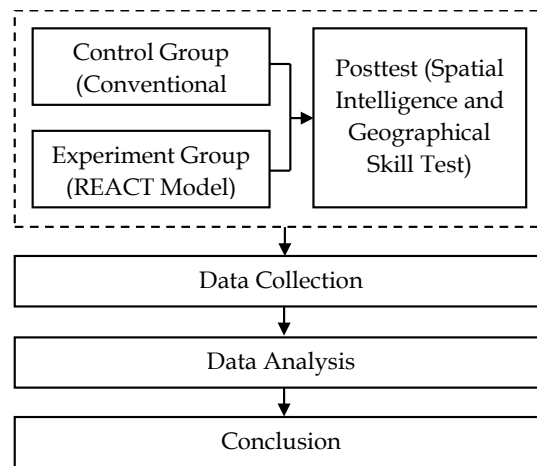 Control Group
(Conventional
Experiment Group
(REACT Model)
Posttest (Spatial
Intelligence and
Geographical
Skill Test)
Data Collection
Data Analysis
Conclusion